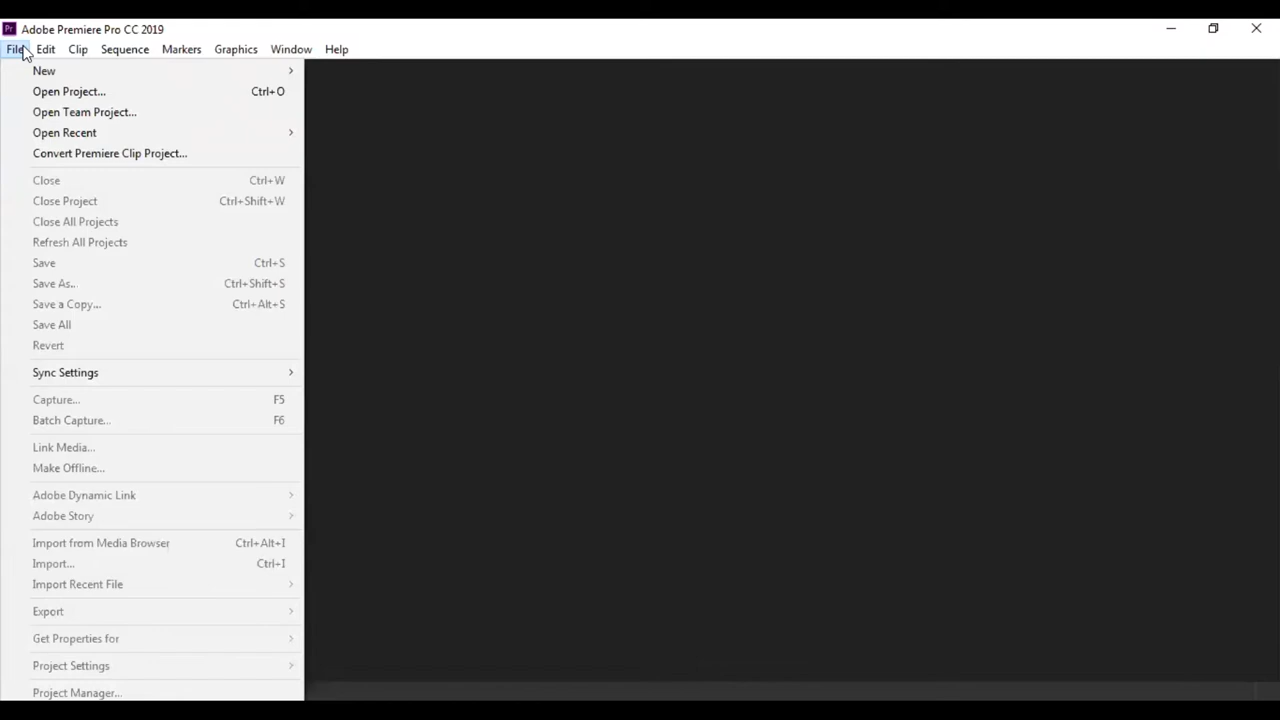 Pr Adobe Premiere Pro CC 2019
File Edit Clip Sequence Markers Graphics Window Help
New
Open Project... Ctrl+O
Open Team Project...
Open Recent
Convert Premiere Clip Project...
Close Ctrl+W
Close Project Ctrl+Shift+W
Close All Projects
Refresh All Projects
Save Ctrl+S
Save As... Ctrl+Shift+S
Save a Copy... Ctrl+Alt+S
Save All
Revert
Sync Settings
Capture... F5
Batch Capture... F6
Link Media...
Make Offline...
Adobe Dynamic Link
Adobe Story
Import from Media Browser Ctrl+Alt+I
Import... Ctrl+I
Import Recent File
Export
Get Properties for
Project Settings
Project Manager...